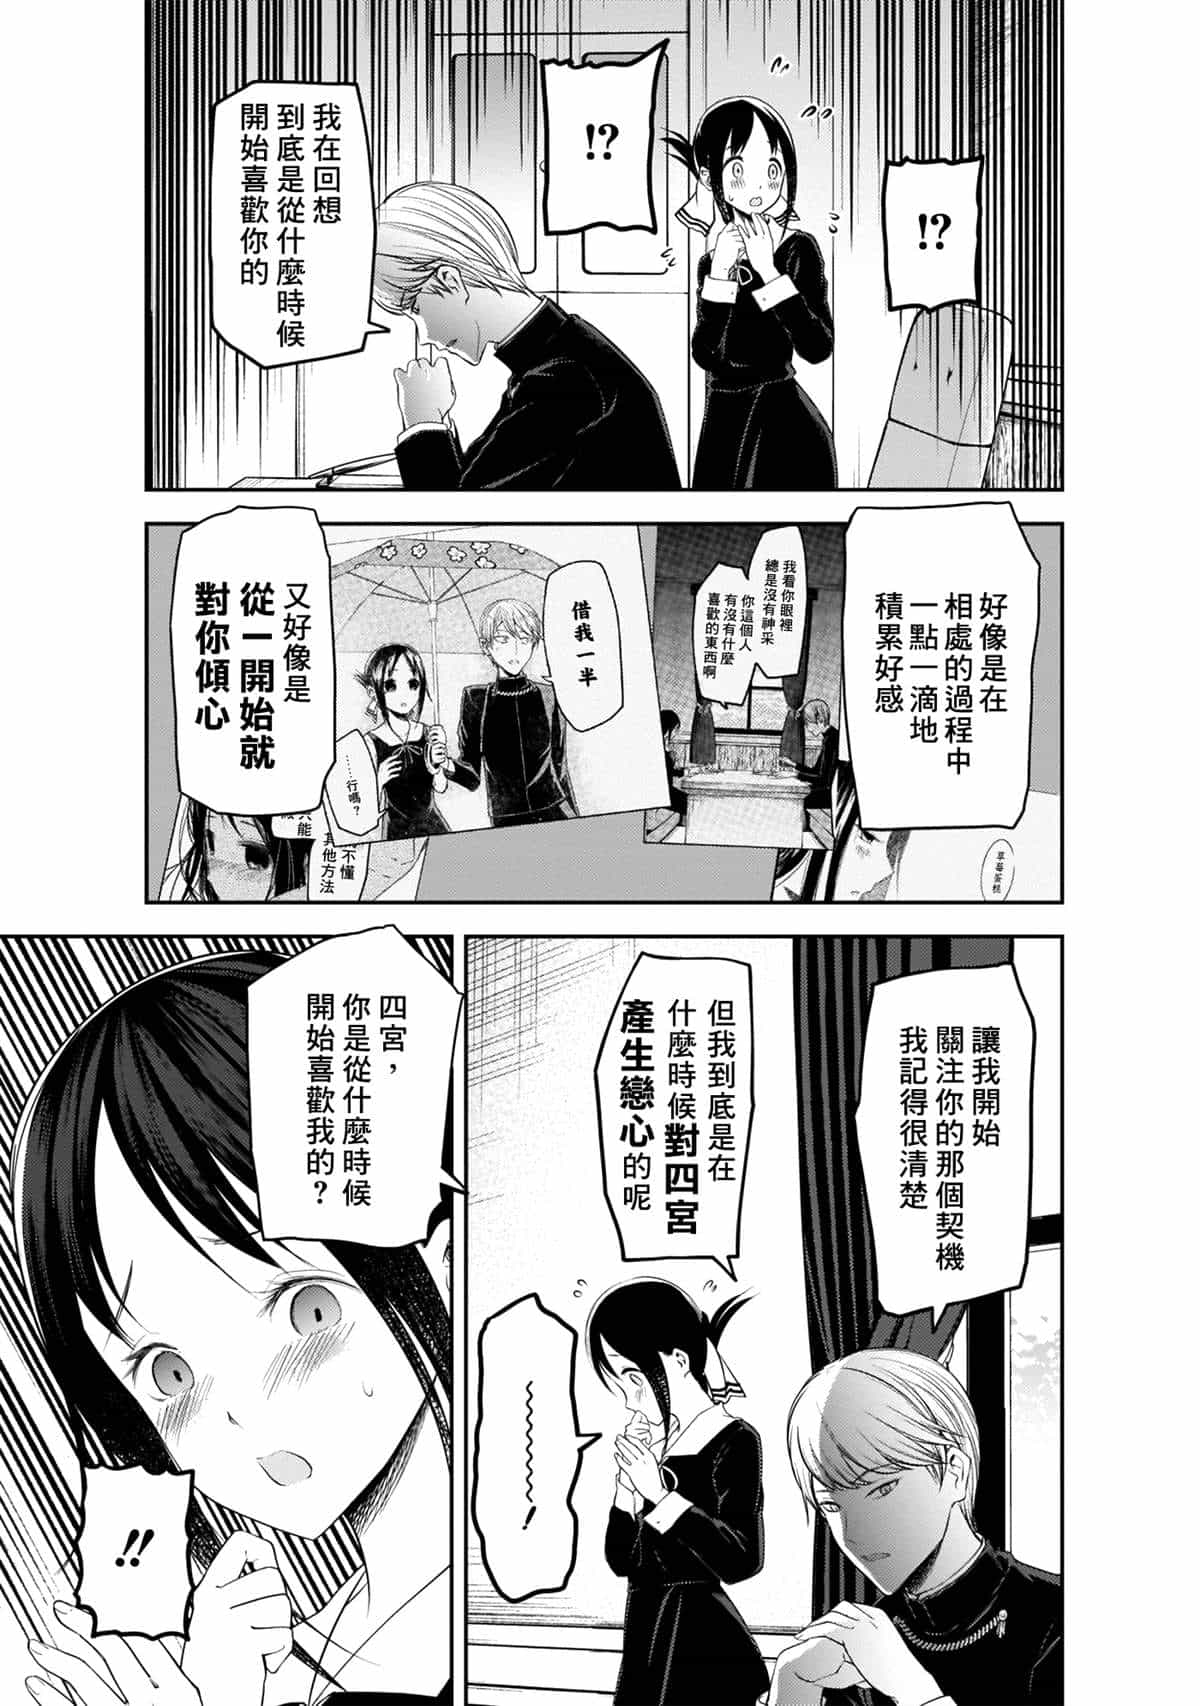 !?
!?
我在回想
到底是從什麼時候
開始喜歡你的
好像是在
相處的過程中
一點一滴地
積累好感
我看你眼裡
總是沒有神采
你這個人
有沒有什麼
喜歡的東西啊
草莓蛋糕
借我一半
……行嗎？
不懂
其他方法
只能
又好像是
從一開始就
對你傾心
讓我開始
關注你的那個契機
我記得很清楚
但我到底是在
什麼時候對四宮
產生戀心的呢
～～～～!
四宮，
你是從什麼時候
開始喜歡我的？
!!